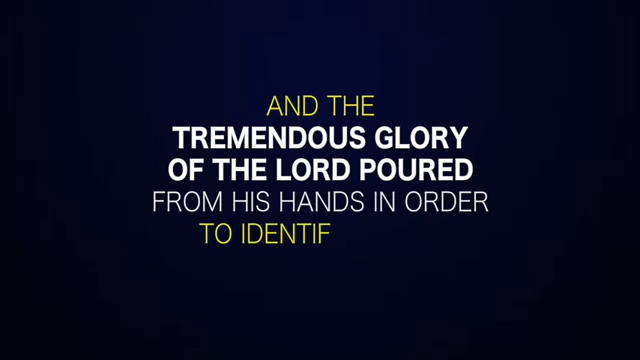 AND THE
TREMENDOUS GLORY
OF THE LORD POURED
FROM HIS HANDS IN ORDER
TO IDENTIF